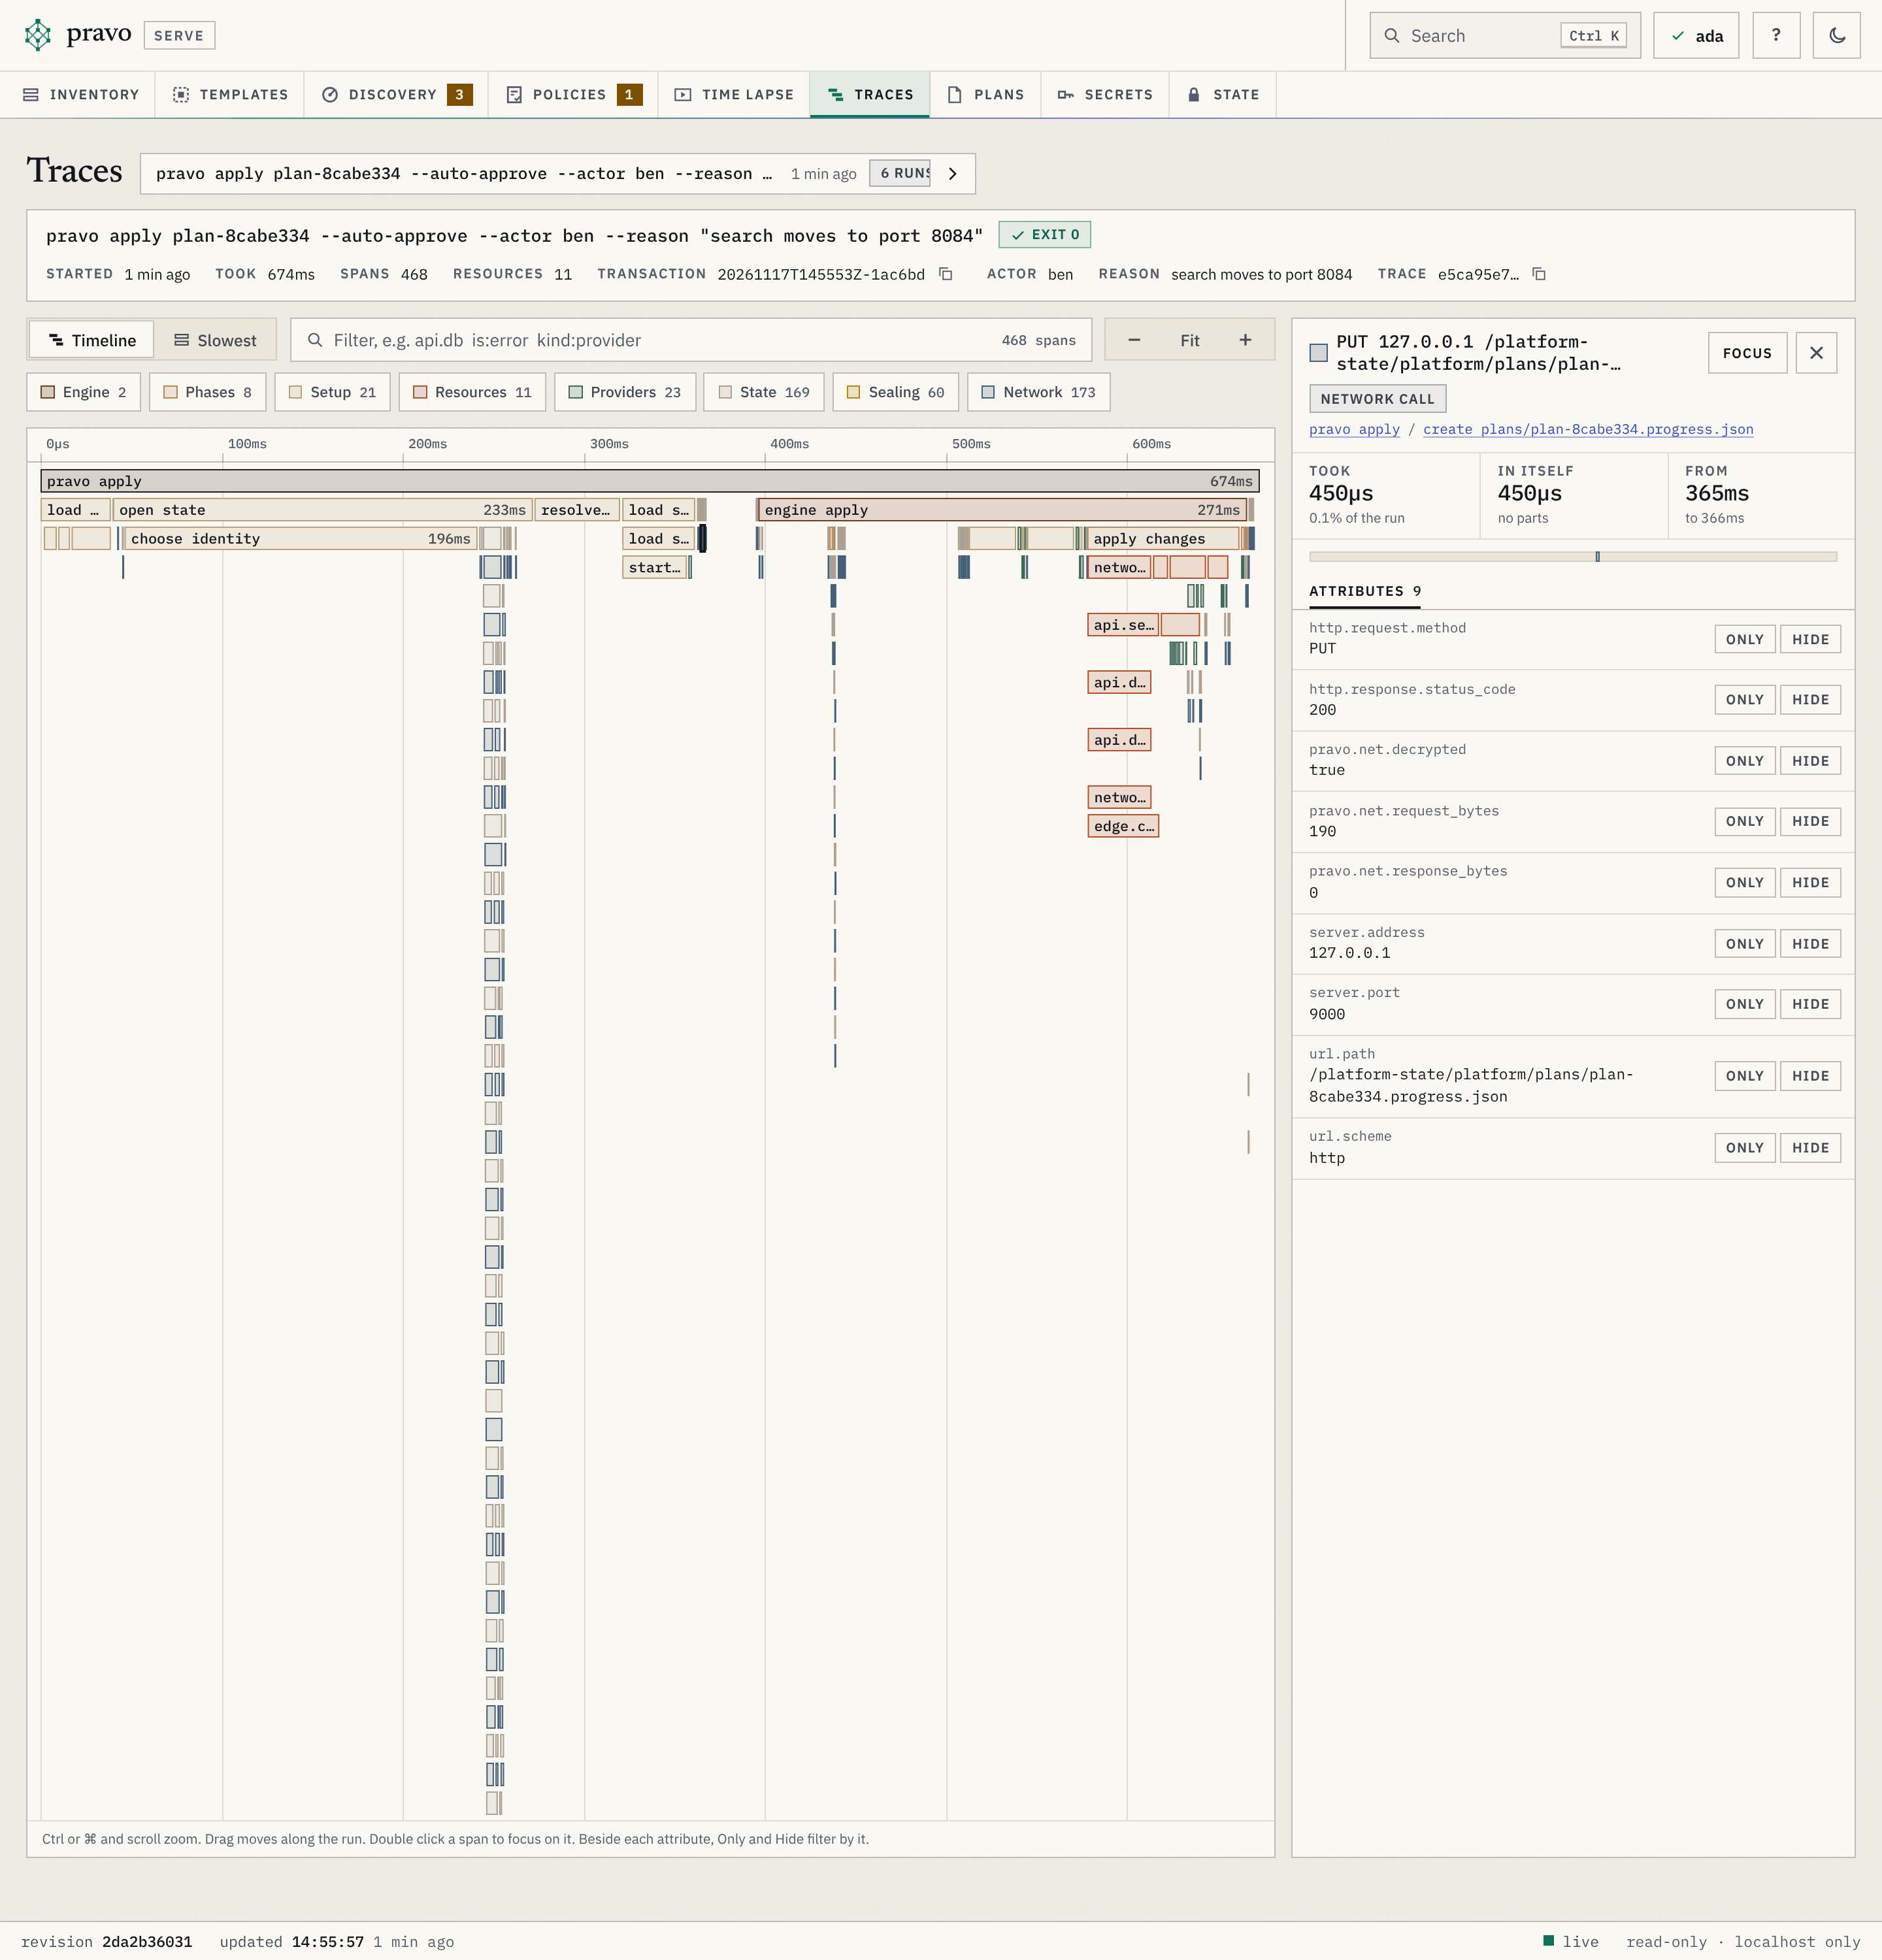 pravo SERVE Search Ctrl K ada ?
INVENTORY TEMPLATES DISCOVERY 3 POLICIES 1 TIME LAPSE TRACES PLANS SECRETS STATE
Traces pravo apply plan-8cabe334 --auto-approve --actor ben --reason … 1 min ago 6 RUNS
pravo apply plan-8cabe334 --auto-approve --actor ben --reason "search moves to port 8084" EXIT 0
STARTED 1 min ago TOOK 674ms SPANS 468 RESOURCES 11 TRANSACTION 20261117T145553Z-1ac6bd ACTOR ben REASON search moves to port 8084 TRACE e5ca95e7…
Timeline Slowest Filter, e.g. api.db is:error kind:provider 468 spans − Fit +
Engine 2 Phases 8 Setup 21 Resources 11 Providers 23 State 169 Sealing 60 Network 173
0µs 100ms 200ms 300ms 400ms 500ms 600ms
pravo apply 674ms
load … open state 233ms resolve… load s… engine apply 271ms
choose identity 196ms load s… apply changes
start… netwo…
api.se…
api.d…
api.d…
netwo…
edge.c…
Ctrl or ⌘ and scroll zoom. Drag moves along the run. Double click a span to focus on it. Beside each attribute, Only and Hide filter by it.
PUT 127.0.0.1 /platform-
state/platform/plans/plan-…
FOCUS
NETWORK CALL
pravo apply / create plans/plan-8cabe334.progress.json
TOOK IN ITSELF FROM
450µs 450µs 365ms
0.1% of the run no parts to 366ms
ATTRIBUTES 9
http.request.method
PUT
ONLY HIDE
http.response.status_code
200
ONLY HIDE
pravo.net.decrypted
true
ONLY HIDE
pravo.net.request_bytes
190
ONLY HIDE
pravo.net.response_bytes
0
ONLY HIDE
server.address
127.0.0.1
ONLY HIDE
server.port
9000
ONLY HIDE
url.path
/platform-state/platform/plans/plan-
8cabe334.progress.json
ONLY HIDE
url.scheme
http
ONLY HIDE
revision 2da2b36031 updated 14:55:57 1 min ago live read-only · localhost only